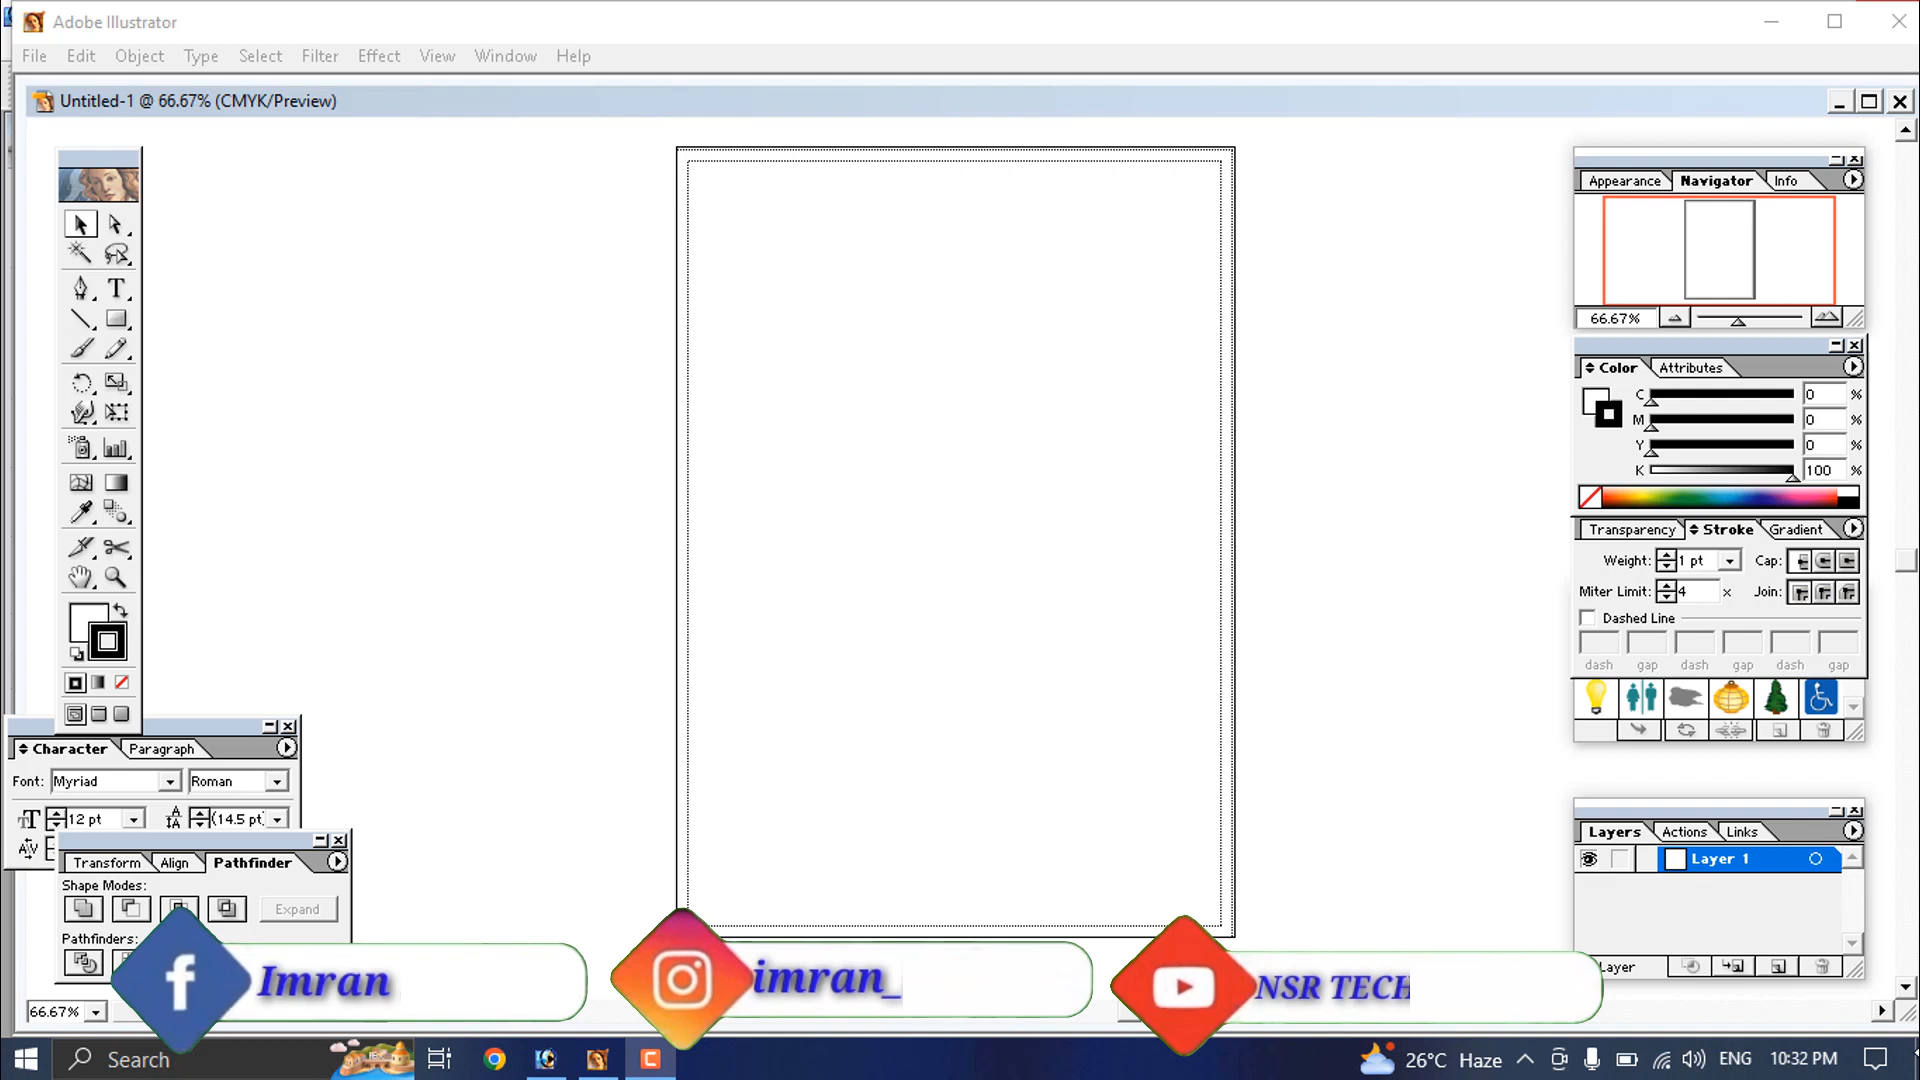 Adobe Illustrator
File Edit Object Type Select Filter Effect View Window Help
Untitled-1 @ 66.67% (CMYK/Preview)
Appearance Navigator Info
66.67%
Color Attributes
C 0 %
M 0 %
Y 0 %
K 100 %
Transparency Stroke Gradient
Weight: 1 pt Cap:
Miter Limit: 4 x Join:
Dashed Line
dash gap dash gap dash gap
Character Paragraph
Font: Myriad Roman
12 pt (14.5 pt)
Transform Align Pathfinder
Shape Modes:
Expand
Pathfinders:
Layers Actions Links
Layer 1
Layer
Imran
imran_
NSR TECH
66.67%
Search
26°C Haze ENG 10:32 PM